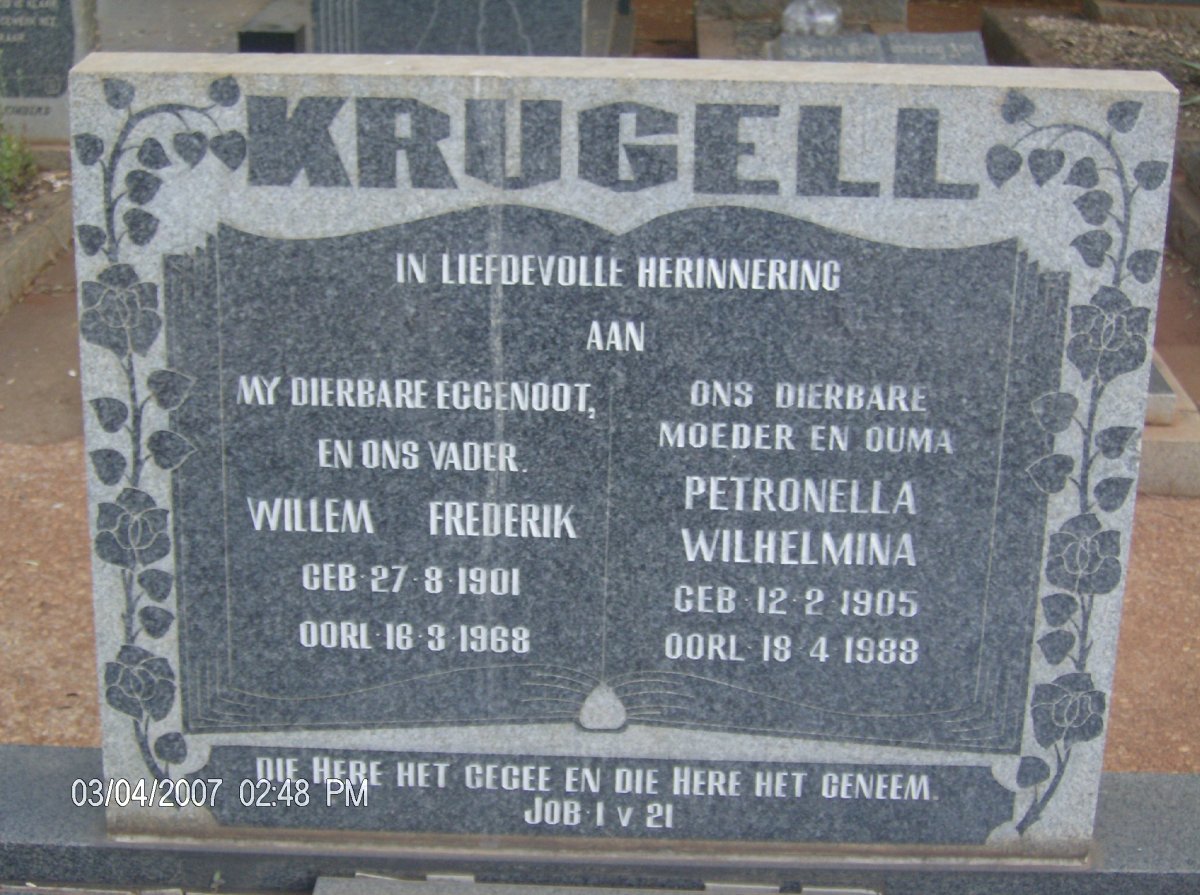 KRUGELL
IN LIEFDEVOLLE HERINNERING
AAN
MY DIERBARE EGGENOOT,
EN ONS VADER.
WILLEM FREDERIK
GEB 27·8·1901
OORL 16·3·1968
ONS DIERBARE
MOEDER EN OUMA
PETRONELLA
WILHELMINA
GEB 12·2·1905
OORL 18·4·1988
DIE HERE HET GEGEE EN DIE HERE HET GENEEM.
JOB·1 V 21
03/04/2007 02:48 PM